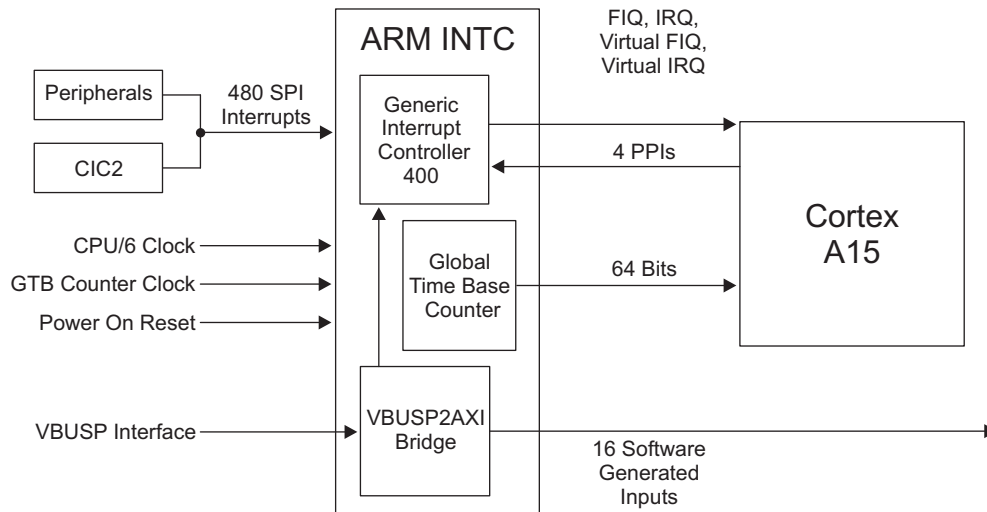 ARM INTC
FIQ, IRQ,
Virtual FIQ,
Virtual IRQ
Peripherals
CIC2
480 SPI
Interrupts
Generic
Interrupt
Controller
400
4 PPIs
Cortex
A15
CPU/6 Clock
GTB Counter Clock
Power On Reset
Global
Time Base
Counter
64 Bits
VBUSP Interface
VBUSP2AXI
Bridge
16 Software
Generated
Inputs